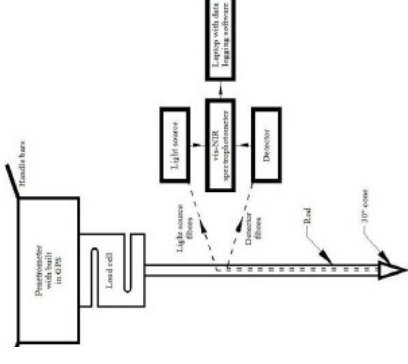 Handle bars
Penetrometer
with built
in GPS
Load cell
Light source
fibres
Detector
fibres
Light source
vis-NIR
spectrophotometer
Detector
Laptop with data
logging software
Rod
30° cone